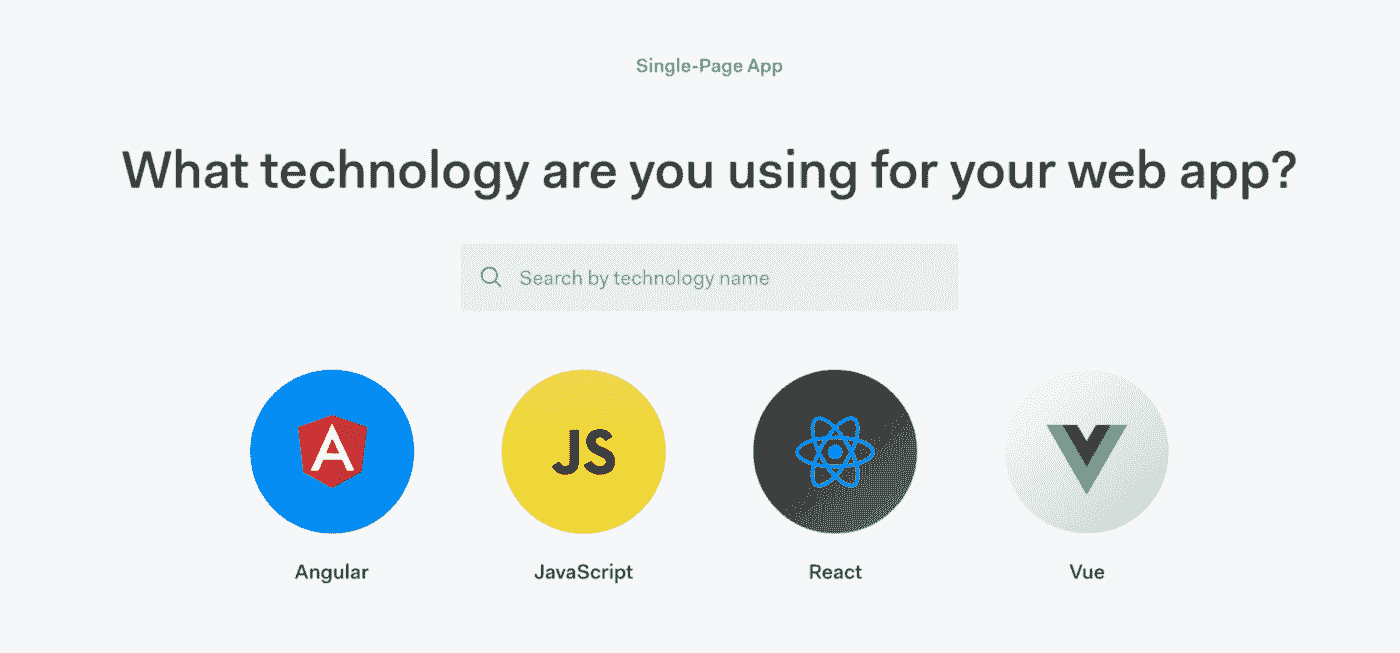 Single-Page App
What technology are you using for your web app?
Search by technology name
A
JS
Angular
JavaScript
React
Vue